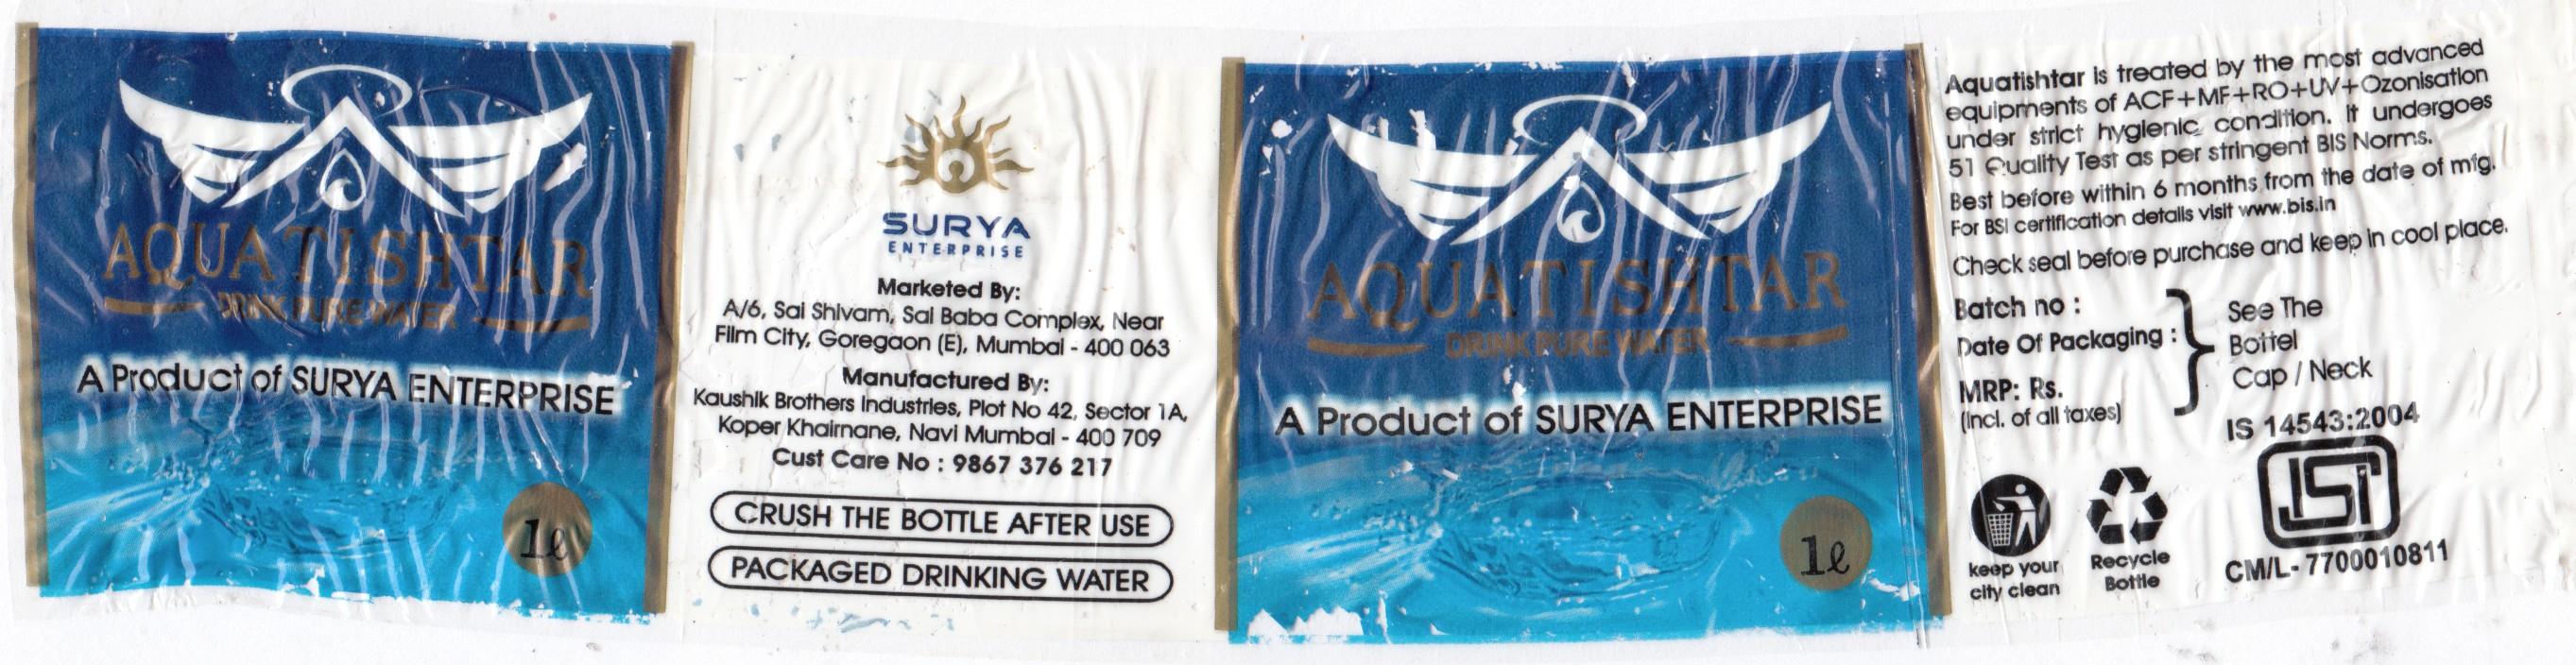 AQUATISHTAR
DRINK PURE WATER
A Product of SURYA ENTERPRISE
1ℓ
SURYA
ENTERPRISE
Marketed By:
A/6, Sai Shivam, Sai Baba Complex, Near
Film City, Goregaon (E), Mumbai - 400 063
Manufactured By:
Kaushik Brothers Industries, Plot No 42, Sector 1A,
Koper Khairnane, Navi Mumbai - 400 709
Cust Care No : 9867 376 217
CRUSH THE BOTTLE AFTER USE
PACKAGED DRINKING WATER
AQUATISHTAR
DRINK PURE WATER
A Product of SURYA ENTERPRISE
1ℓ
Aquatishtar is treated by the most advanced
equipments of ACF+MF+RO+UV+Ozonisation
under strict hygienic condition. It undergoes
51 Quality Test as per stringent BIS Norms.
Best before within 6 months from the date of mfg.
For BSI certification details visit www.bis.in
Check seal before purchase and keep in cool place.
Batch no :
Date Of Packaging :
MRP: Rs.
(incl. of all taxes)
See The
Bottel
Cap / Neck
IS 14543:2004
ISI
CM/L- 7700010811
keep your
city clean
Recycle
Bottle